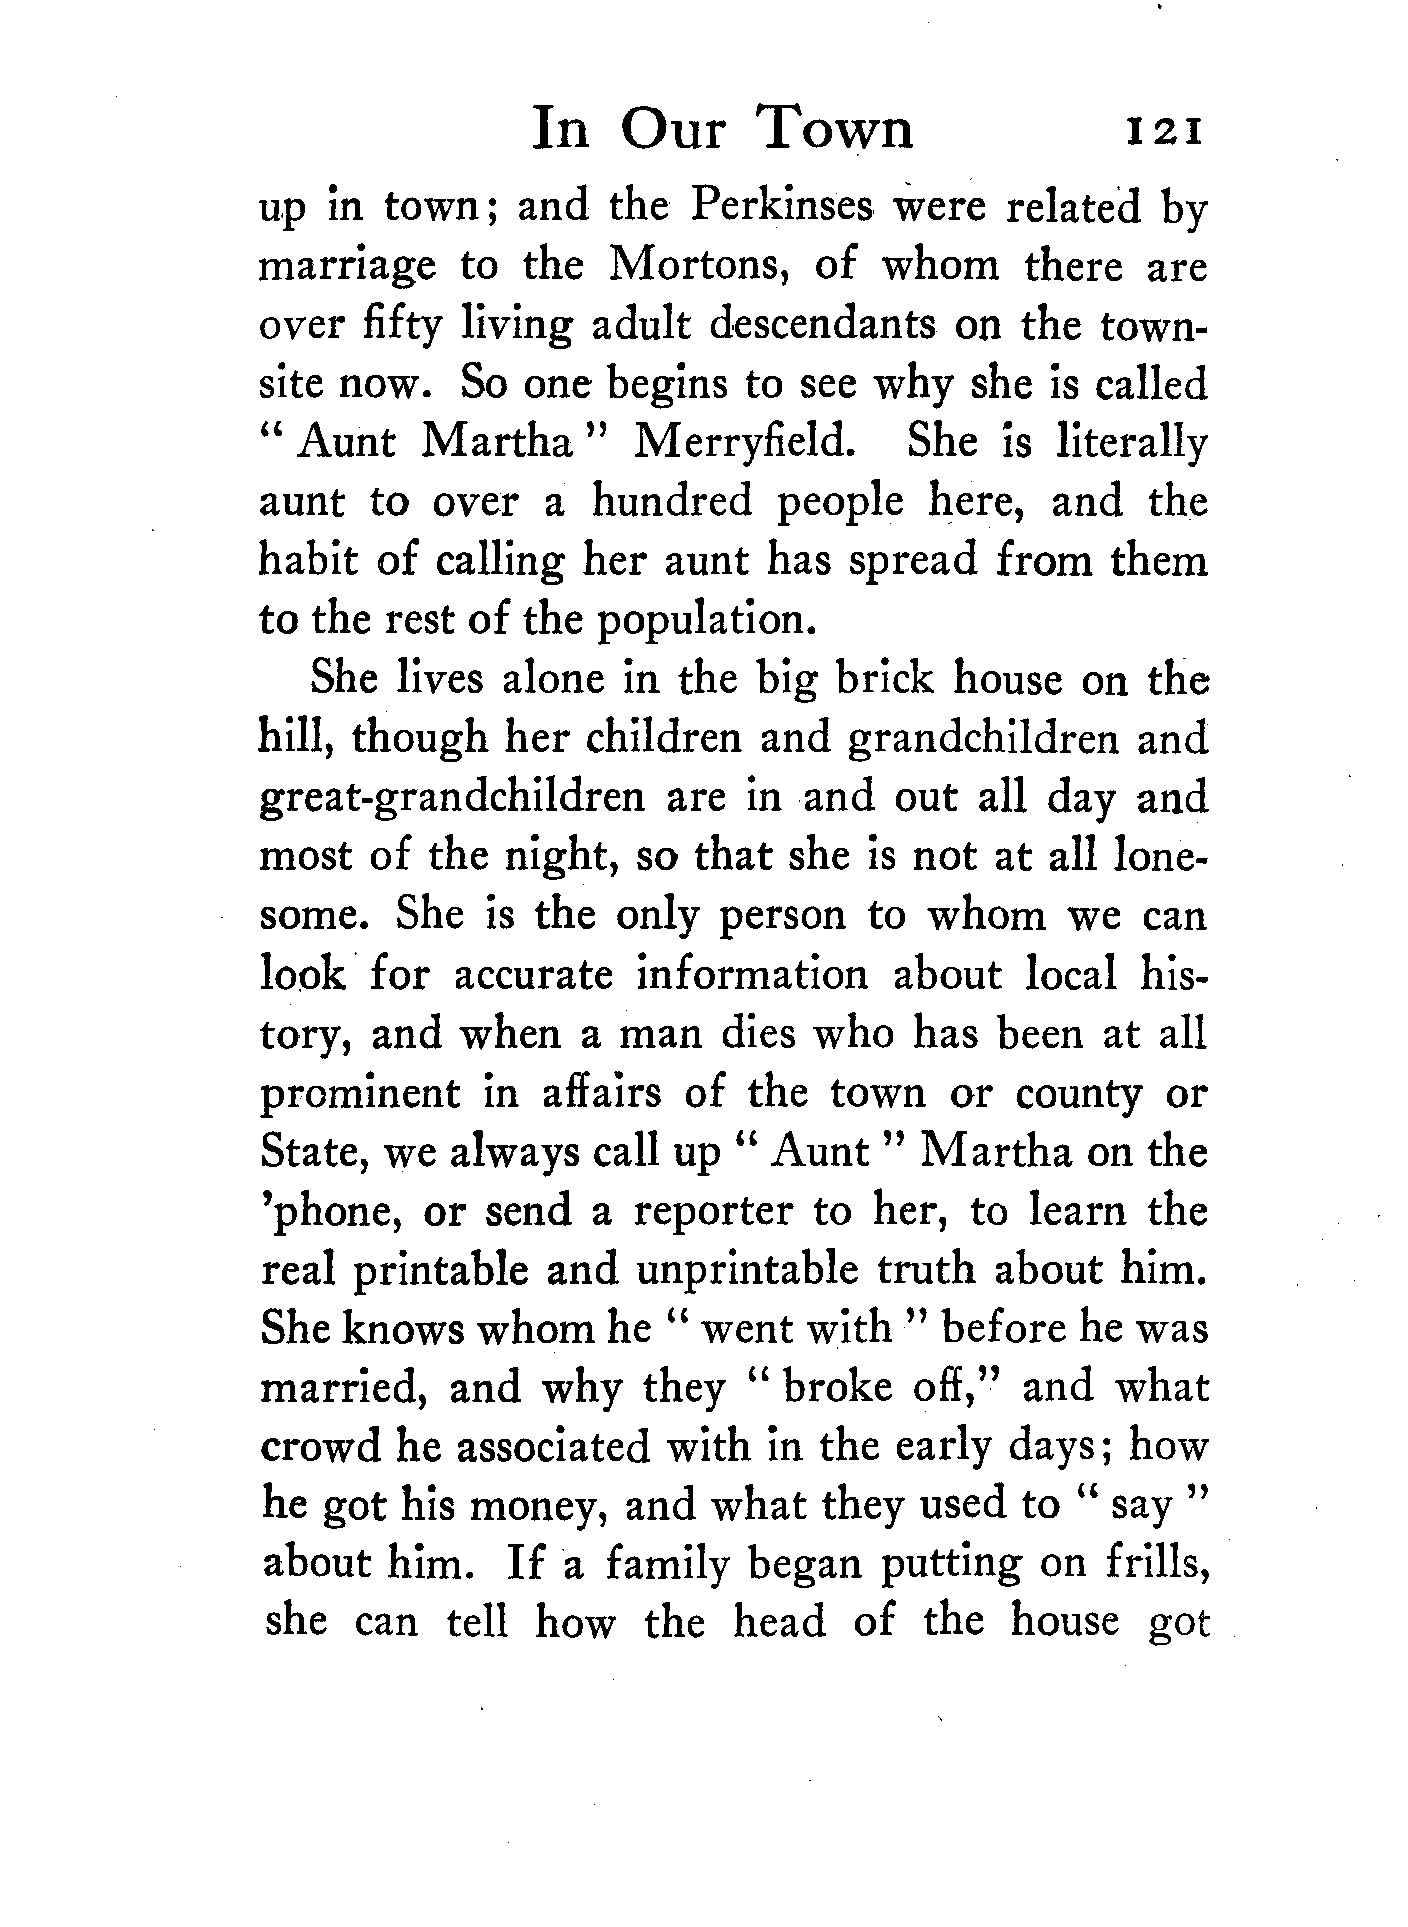 In Our Town 121
up in town; and the Perkinses were related by
marriage to the Mortons, of whom there are
over fifty living adult descendants on the town-
site now. So one begins to see why she is called
“ Aunt Martha ” Merryfield. She is literally
aunt to over a hundred people here, and the
habit of calling her aunt has spread from them
to the rest of the population.
She lives alone in the big brick house on the
hill, though her children and grandchildren and
great-grandchildren are in and out all day and
most of the night, so that she is not at all lone-
some. She is the only person to whom we can
look for accurate information about local his-
tory, and when a man dies who has been at all
prominent in affairs of the town or county or
State, we always call up “ Aunt ” Martha on the
’phone, or send a reporter to her, to learn the
real printable and unprintable truth about him.
She knows whom he “ went with ” before he was
married, and why they “ broke off,” and what
crowd he associated with in the early days; how
he got his money, and what they used to “ say ”
about him. If a family began putting on frills,
she can tell how the head of the house got